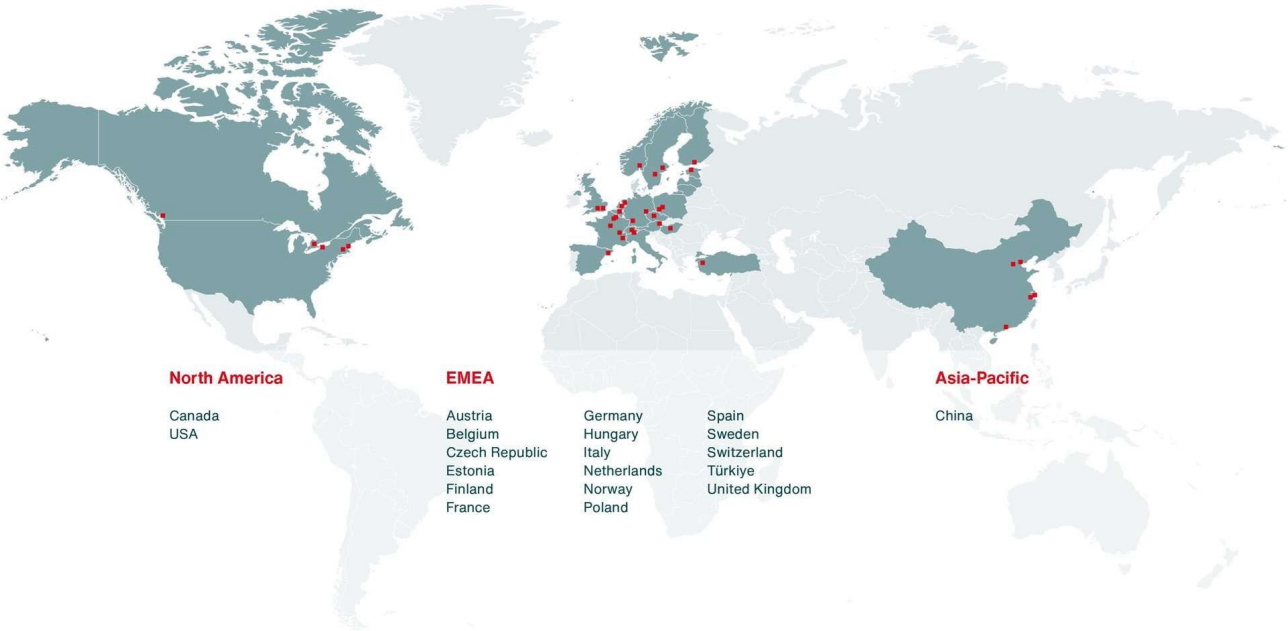 North America
Canada
USA
EMEA
Austria
Belgium
Czech Republic
Estonia
Finland
France
Germany
Hungary
Italy
Netherlands
Norway
Poland
Spain
Sweden
Switzerland
Türkiye
United Kingdom
Asia-Pacific
China